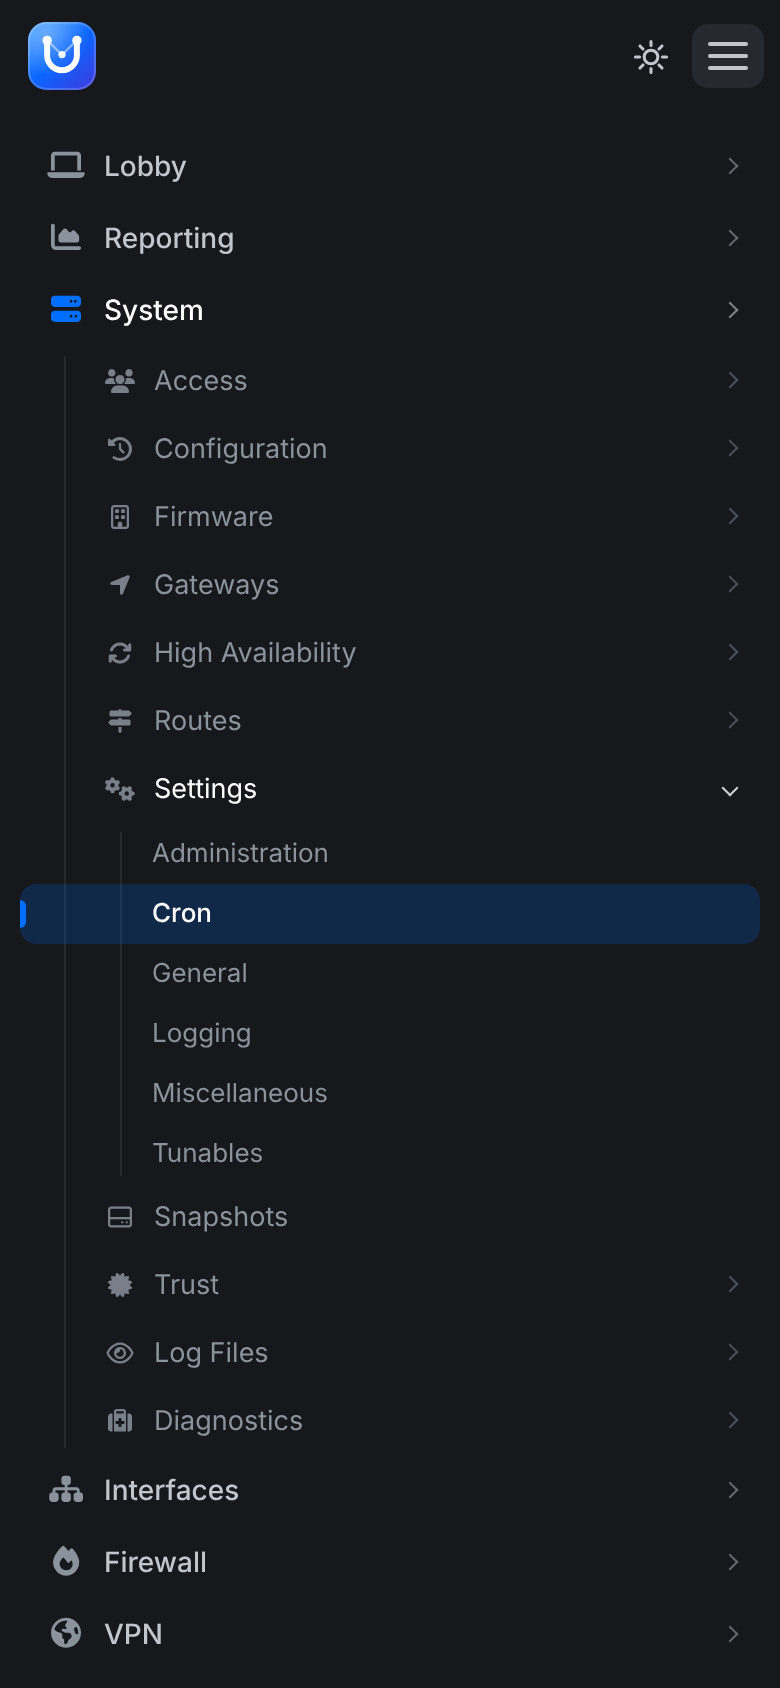 Lobby
Reporting
System
Access
Configuration
Firmware
Gateways
High Availability
Routes
Settings
Administration
Cron
General
Logging
Miscellaneous
Tunables
Snapshots
Trust
Log Files
Diagnostics
Interfaces
Firewall
VPN